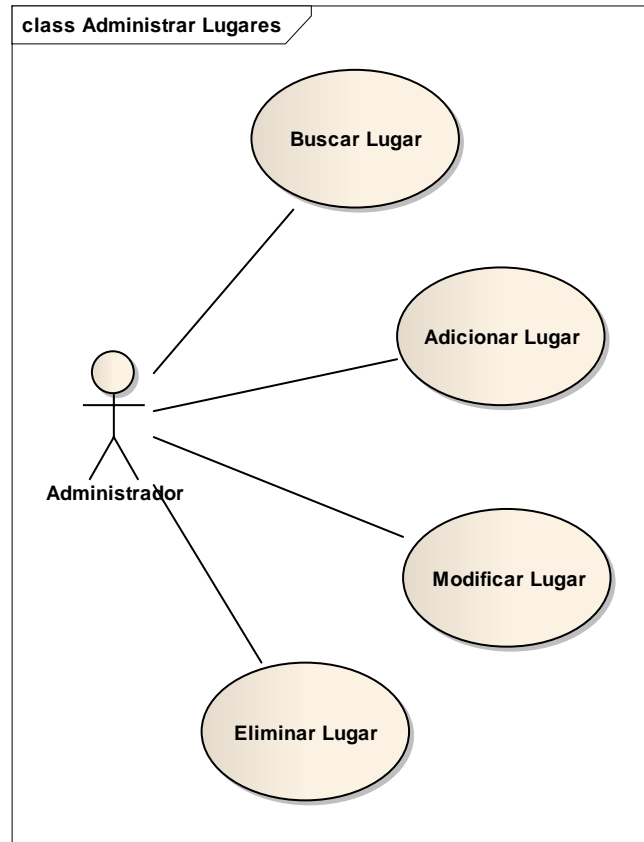 class Administrar Lugares
Buscar Lugar
Adicionar Lugar
Administrador
Modificar Lugar
Eliminar Lugar